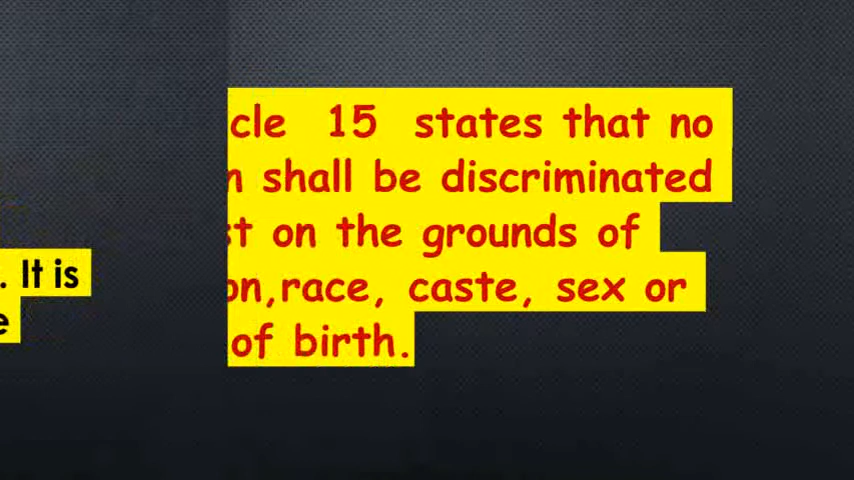 . It is
e
cle 15 states that no
n shall be discriminated
st on the grounds of
on,race, caste, sex or
of birth.